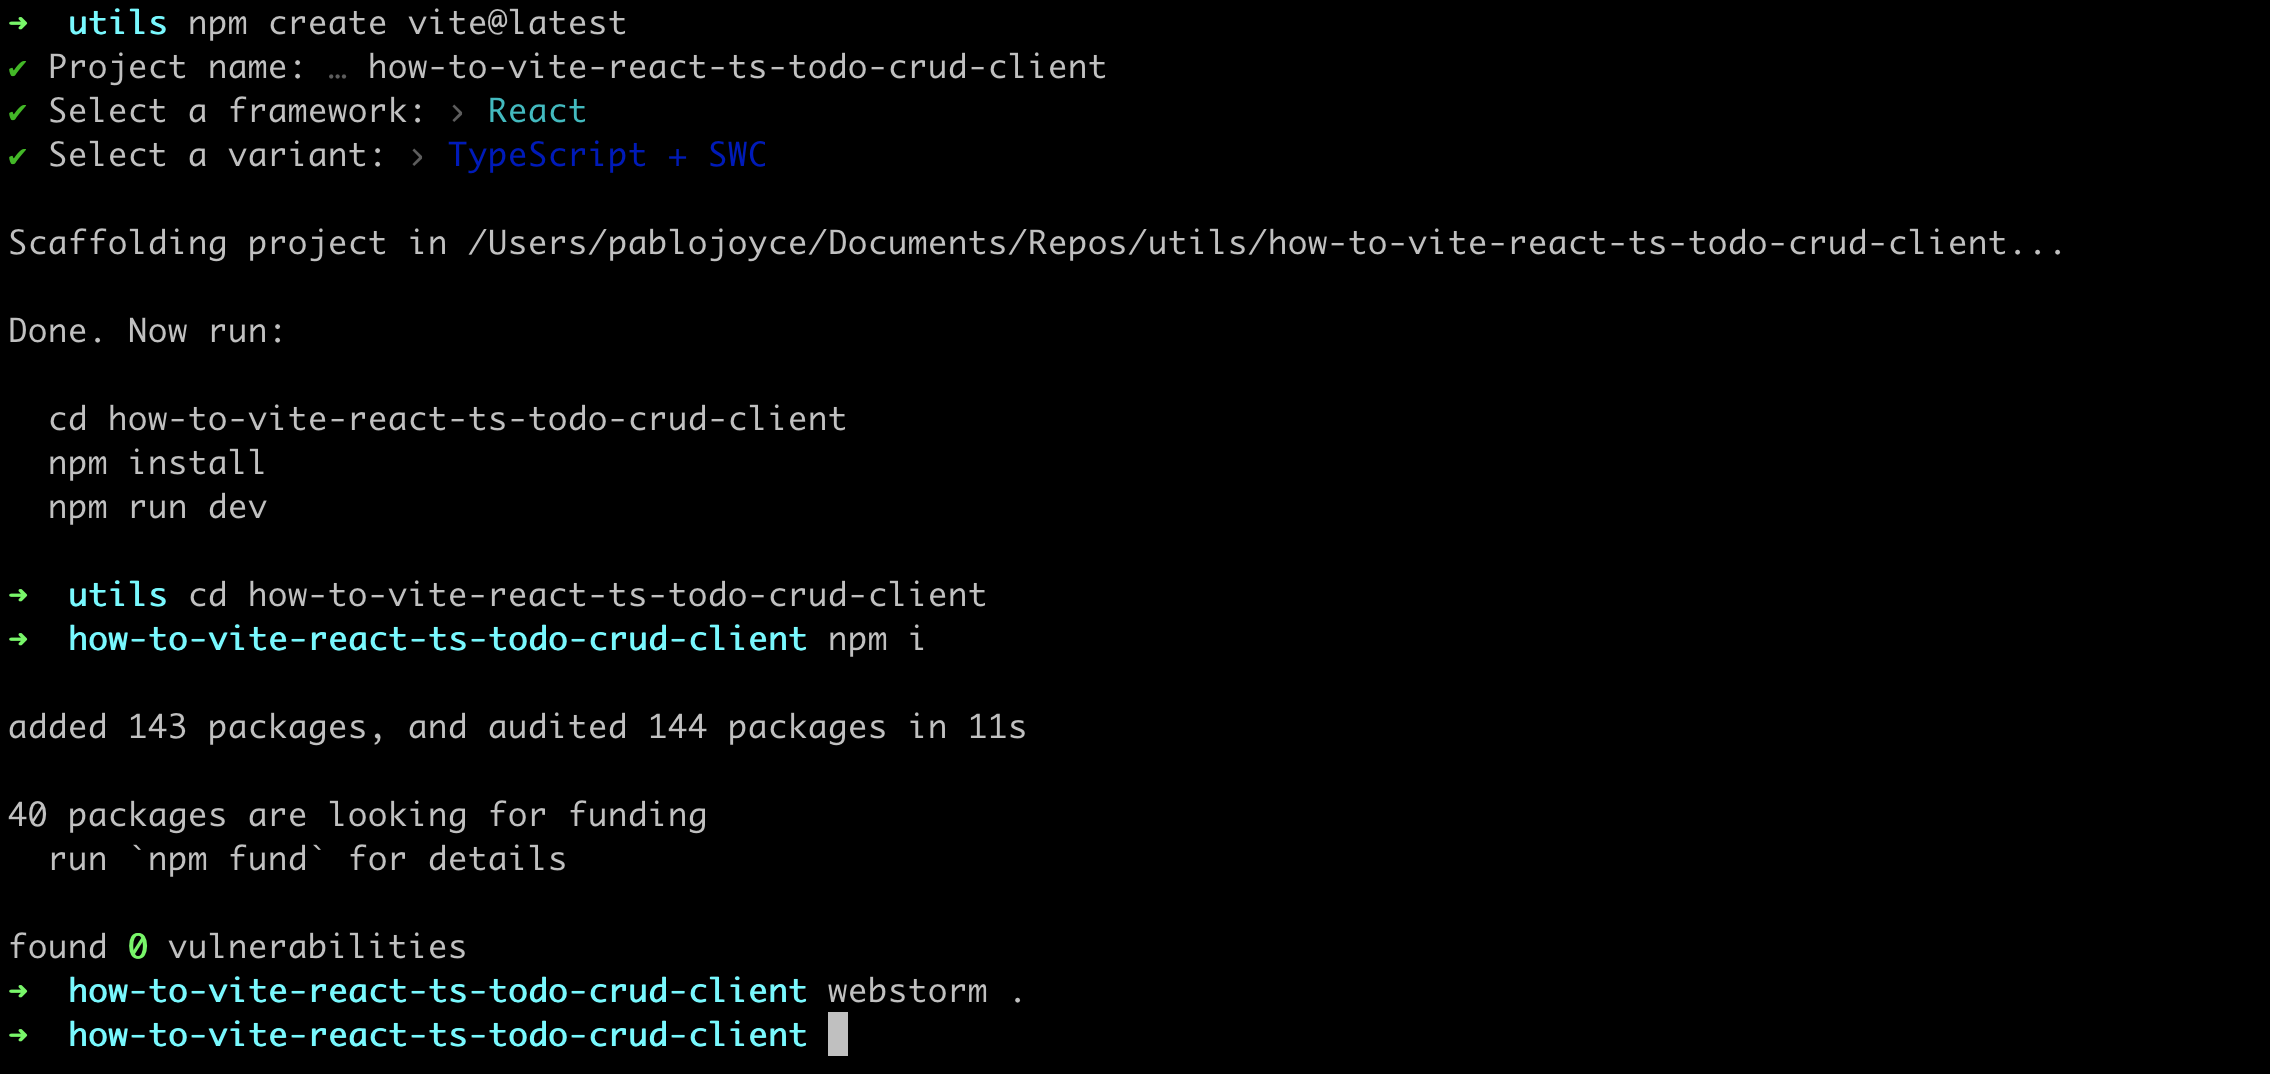 ➜  utils npm create vite@latest
✔ Project name: … how-to-vite-react-ts-todo-crud-client
✔ Select a framework: › React
✔ Select a variant: › TypeScript + SWC
Scaffolding project in /Users/pablojoyce/Documents/Repos/utils/how-to-vite-react-ts-todo-crud-client...
Done. Now run:
  cd how-to-vite-react-ts-todo-crud-client
  npm install
  npm run dev
➜  utils cd how-to-vite-react-ts-todo-crud-client
➜  how-to-vite-react-ts-todo-crud-client npm i
added 143 packages, and audited 144 packages in 11s
40 packages are looking for funding
  run `npm fund` for details
found 0 vulnerabilities
➜  how-to-vite-react-ts-todo-crud-client webstorm .
➜  how-to-vite-react-ts-todo-crud-client